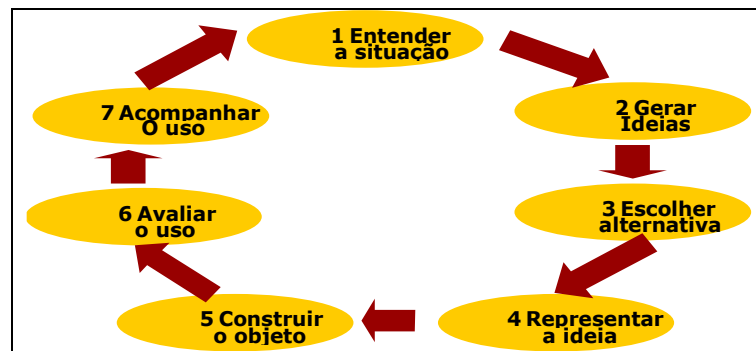 1 Entender
a situação
2 Gerar
Ideias
3 Escolher
alternativa
4 Representar
a ideia
5 Construir
o objeto
6 Avaliar
o uso
7 Acompanhar
O uso